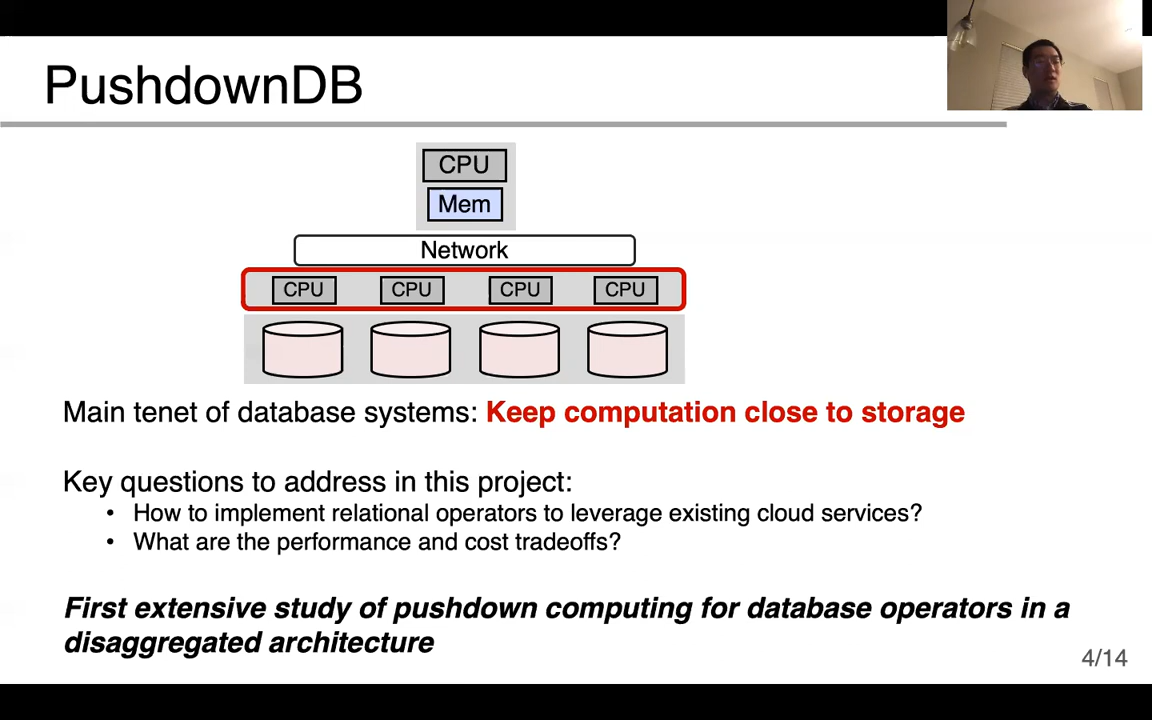 PushdownDB
CPU
Mem
Network
CPU CPU CPU CPU
Main tenet of database systems: Keep computation close to storage
Key questions to address in this project:
• How to implement relational operators to leverage existing cloud services?
• What are the performance and cost tradeoffs?
First extensive study of pushdown computing for database operators in a
disaggregated architecture
4/14